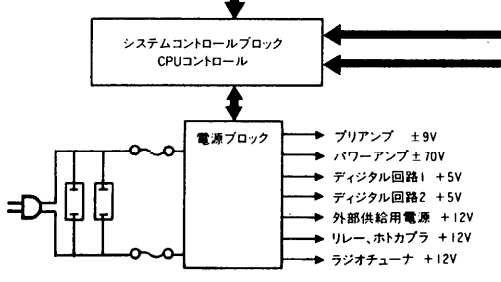 システムコントロールブロック
CPUコントロール
電源ブロック
プリアンプ ±9V
パワーアンプ ±70V
ディジタル回路1 +5V
ディジタル回路2 +5V
外部供給用電源 +12V
リレー、ホトカプラ +12V
ラジオチューナ +12V